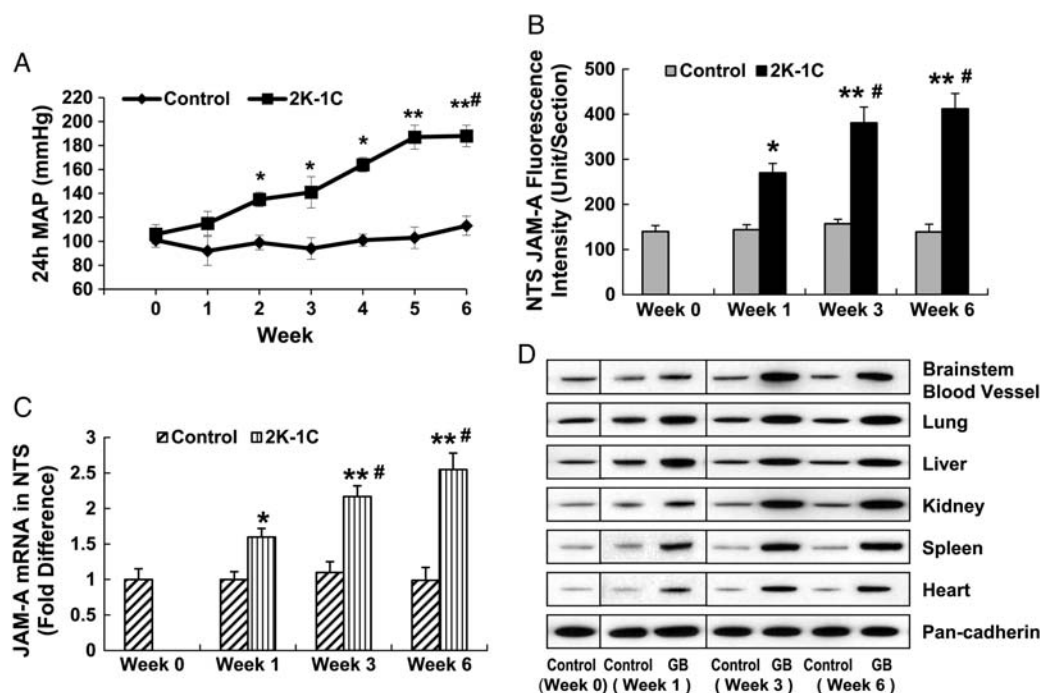 A
24h MAP (mmHg)
Control 2K-1C
220
200
180
160
140
120
100
80
60
* * * ** **#
0 1 2 3 4 5 6
Week
B
NTS JAM-A Fluorescence
Intensity (Unit/Section)
Control 2K-1C
500
400
300
200
100
0
* ** # ** #
Week 0 Week 1 Week 3 Week 6
C
JAM-A mRNA in NTS
(Fold Difference)
Control 2K-1C
3
2.5
2
1.5
1
0.5
0
* ** # ** #
Week 0 Week 1 Week 3 Week 6
D
Brainstem
Blood Vessel
Lung
Liver
Kidney
Spleen
Heart
Pan-cadherin
Control Control GB Control GB Control GB
(Week 0) ( Week 1 ) ( Week 3 ) ( Week 6 )